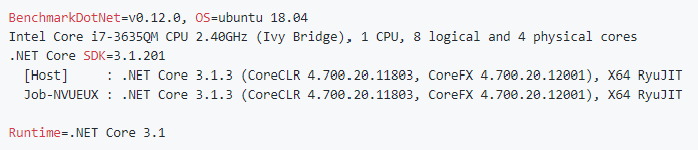 BenchmarkDotNet=v0.12.0, OS=ubuntu 18.04
Intel Core i7-3635QM CPU 2.40GHz (Ivy Bridge), 1 CPU, 8 logical and 4 physical cores
.NET Core SDK=3.1.201
  [Host]     : .NET Core 3.1.3 (CoreCLR 4.700.20.11803, CoreFX 4.700.20.12001), X64 RyuJIT
  Job-NVUEUX : .NET Core 3.1.3 (CoreCLR 4.700.20.11803, CoreFX 4.700.20.12001), X64 RyuJIT
Runtime=.NET Core 3.1